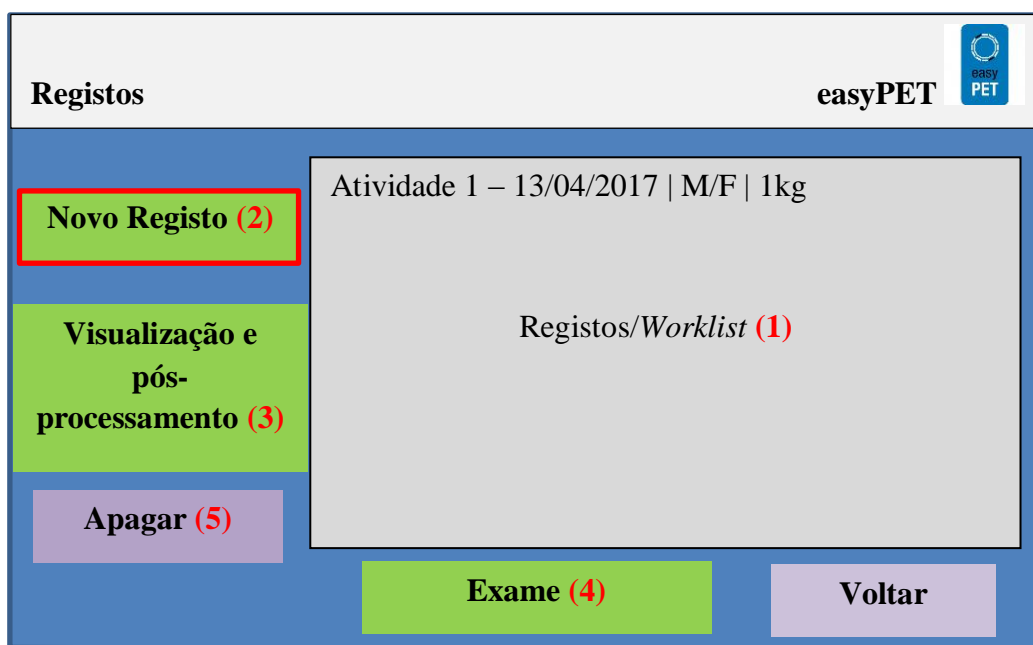 Registos
easyPET
easy
PET
Novo Registo (2)
Atividade 1 – 13/04/2017 | M/F | 1kg
Registos/Worklist (1)
Visualização e
pós-
processamento (3)
Apagar (5)
Exame (4)
Voltar